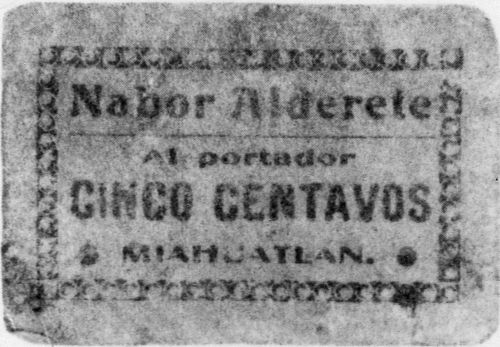 Nabor Alderete
Al portador
CINCO CENTAVOS
MIAHUATLAN.